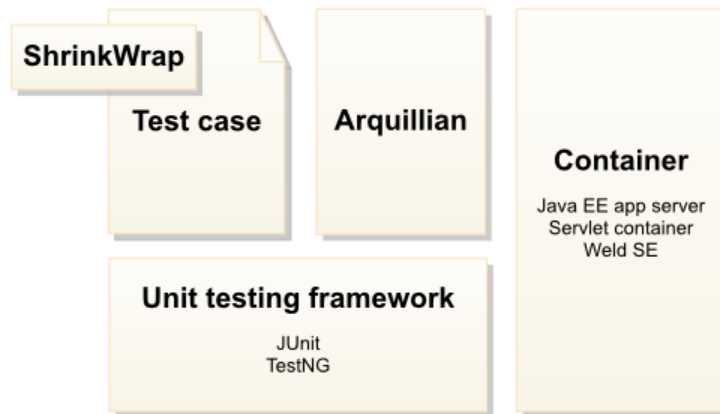 ShrinkWrap
Test case
Arquillian
Container
Java EE app server
Servlet container
Weld SE
Unit testing framework
JUnit
TestNG